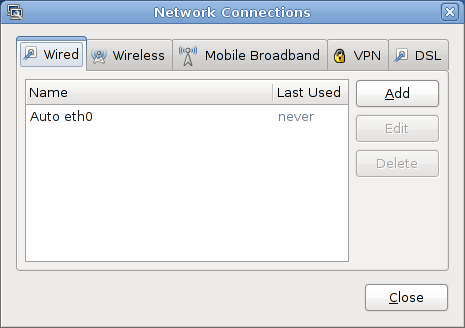 Network Connections
Wired Wireless Mobile Broadband VPN DSL
Name Last Used Add
Auto eth0 never
Edit
Delete
Close